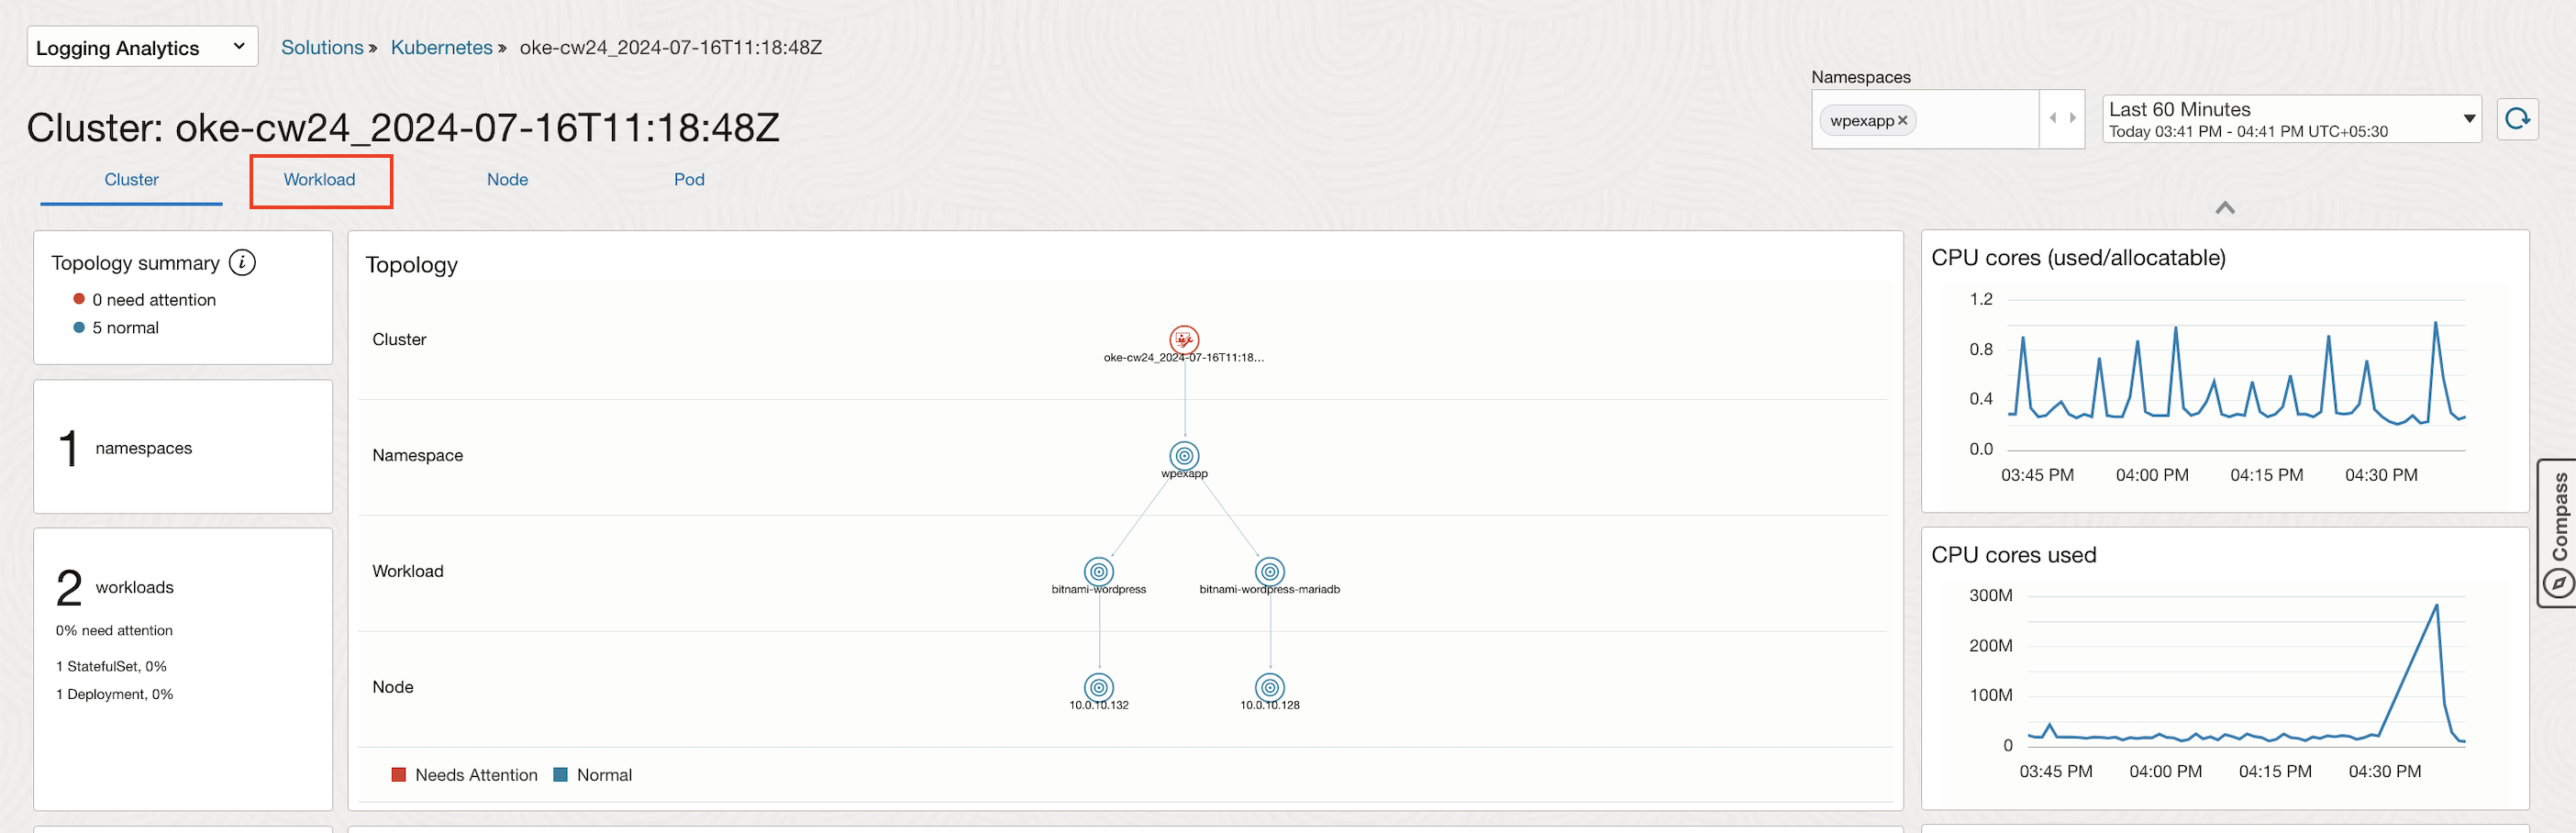 Logging Analytics
Solutions » Kubernetes » oke-cw24_2024-07-16T11:18:48Z
Namespaces
wpexapp ×
Last 60 Minutes
Today 03:41 PM - 04:41 PM UTC+05:30
Cluster: oke-cw24_2024-07-16T11:18:48Z
Cluster
Workload
Node
Pod
Topology summary i
0 need attention
5 normal
1 namespaces
2 workloads
0% need attention
1 StatefulSet, 0%
1 Deployment, 0%
Topology
Cluster
oke-cw24_2024-07-16T11:18...
Namespace
wpexapp
Workload
bitnami-wordpress
bitnami-wordpress-mariadb
Node
10.0.10.132
10.0.10.128
Needs Attention
Normal
CPU cores (used/allocatable)
1.2
0.8
0.4
0.0
03:45 PM 04:00 PM 04:15 PM 04:30 PM
CPU cores used
300M
200M
100M
0
03:45 PM 04:00 PM 04:15 PM 04:30 PM
Compass